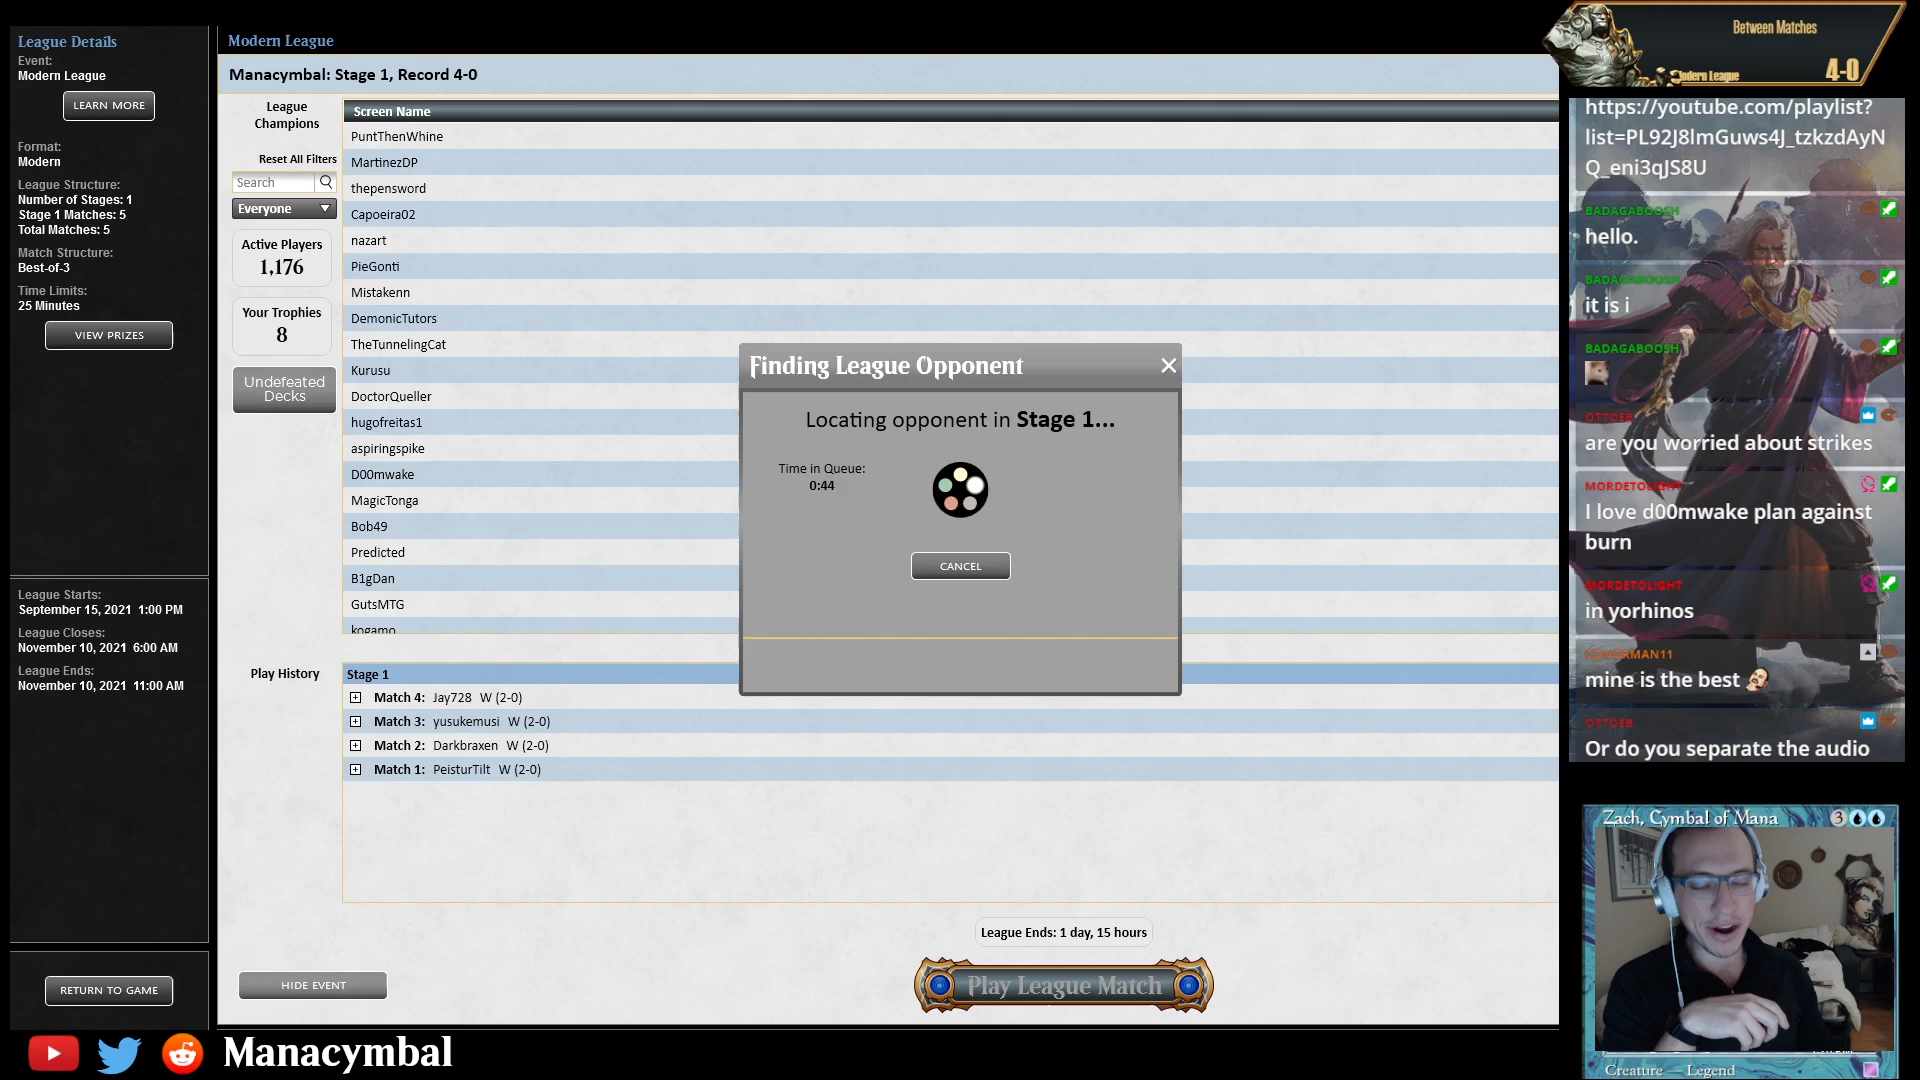 League Details
Event:
Modern League
LEARN MORE
Format:
Modern
League Structure:
Number of Stages: 1
Stage 1 Matches: 5
Total Matches: 5
Match Structure:
Best-of-3
Time Limits:
25 Minutes
VIEW PRIZES
League Starts:
September 15, 2021 1:00 PM
League Closes:
November 10, 2021 6:00 AM
League Ends:
November 10, 2021 11:00 AM
RETURN TO GAME
Modern League
Manacymbal: Stage 1, Record 4-0
League
Champions
Reset All Filters
Search
Everyone
Active Players
1,176
Your Trophies
8
Undefeated
Decks
Screen Name
PuntThenWhine
MartinezDP
thepensword
Capoeira02
nazart
PieGonti
Mistakenn
DemonicTutors
TheTunnelingCat
Kurusu
DoctorQueller
hugofreitas1
aspiringspike
D00mwake
MagicTonga
Bob49
Predicted
B1gDan
GutsMTG
kogamo
Finding League Opponent
Locating opponent in Stage 1...
Time in Queue:
0:44
CANCEL
Play History
Stage 1
Match 4: Jay728 W (2-0)
Match 3: yusukemusi W (2-0)
Match 2: Darkbraxen W (2-0)
Match 1: PeisturTilt W (2-0)
League Ends: 1 day, 15 hours
HIDE EVENT
Play League Match
Manacymbal
Between Matches
Modern League
4-0
https://youtube.com/playlist?
list=PL92J8lmGuws4J_tzkzdAyN
Q_eni3qJS8U
BADAGABOOSH
hello.
BADAGABOOSH
it is i
BADAGABOOSH
OTTOEB
are you worried about strikes
MORDETOLIGHT
I love d00mwake plan against
burn
MORDETOLIGHT
in yorhinos
mine is the best
OTTOEB
Or do you separate the audio
Zach, Cymbal of Mana
3
Creature — Legend